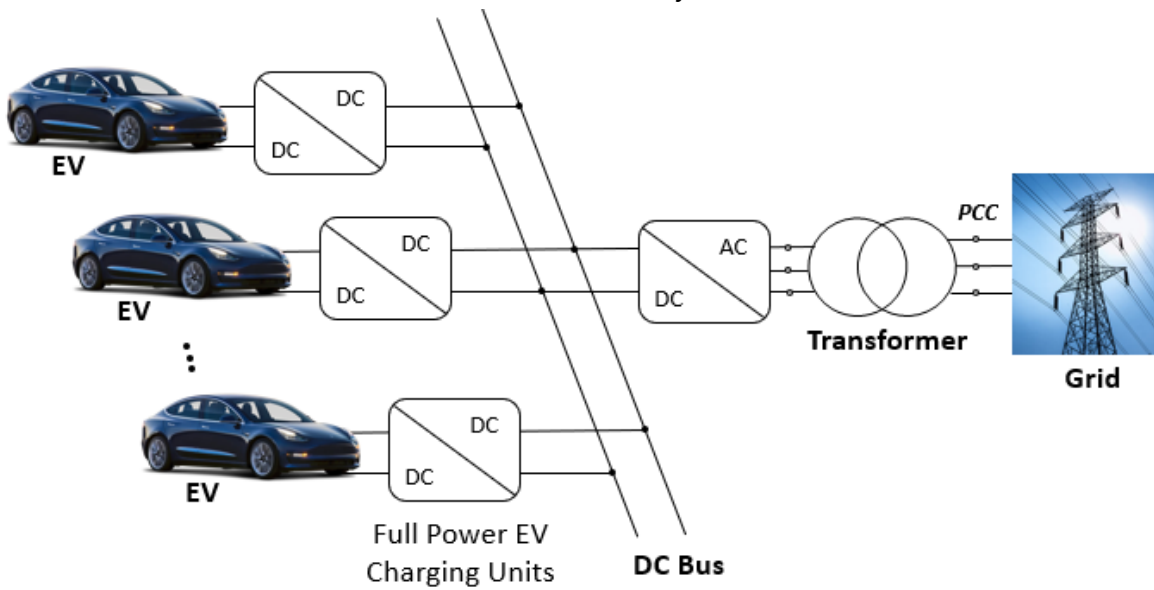 DC
DC
EV
DC
DC
EV
AC
DC
PCC
Transformer
Grid
DC
DC
EV
Full Power EV
Charging Units
DC Bus